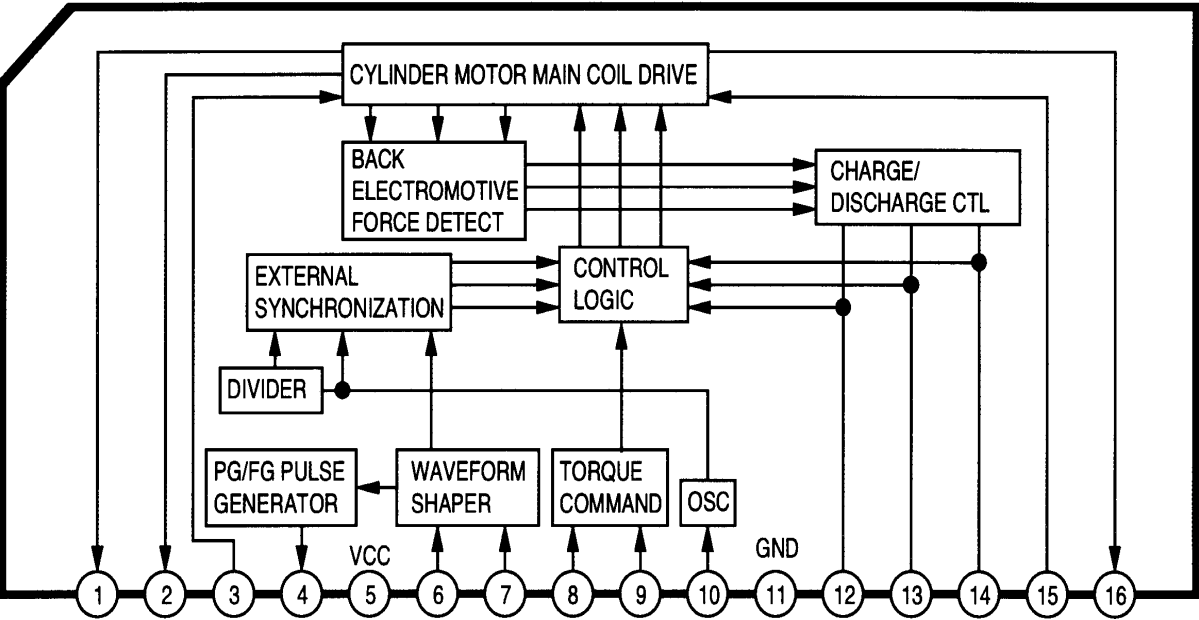 CYLINDER MOTOR MAIN COIL DRIVE
BACK
ELECTROMOTIVE
FORCE DETECT
CHARGE/
DISCHARGE CTL
EXTERNAL
SYNCHRONIZATION
CONTROL
LOGIC
DIVIDER
PG/FG PULSE
GENERATOR
WAVEFORM
SHAPER
TORQUE
COMMAND
OSC
VCC
GND
1 2 3 4 5 6 7 8 9 10 11 12 13 14 15 16